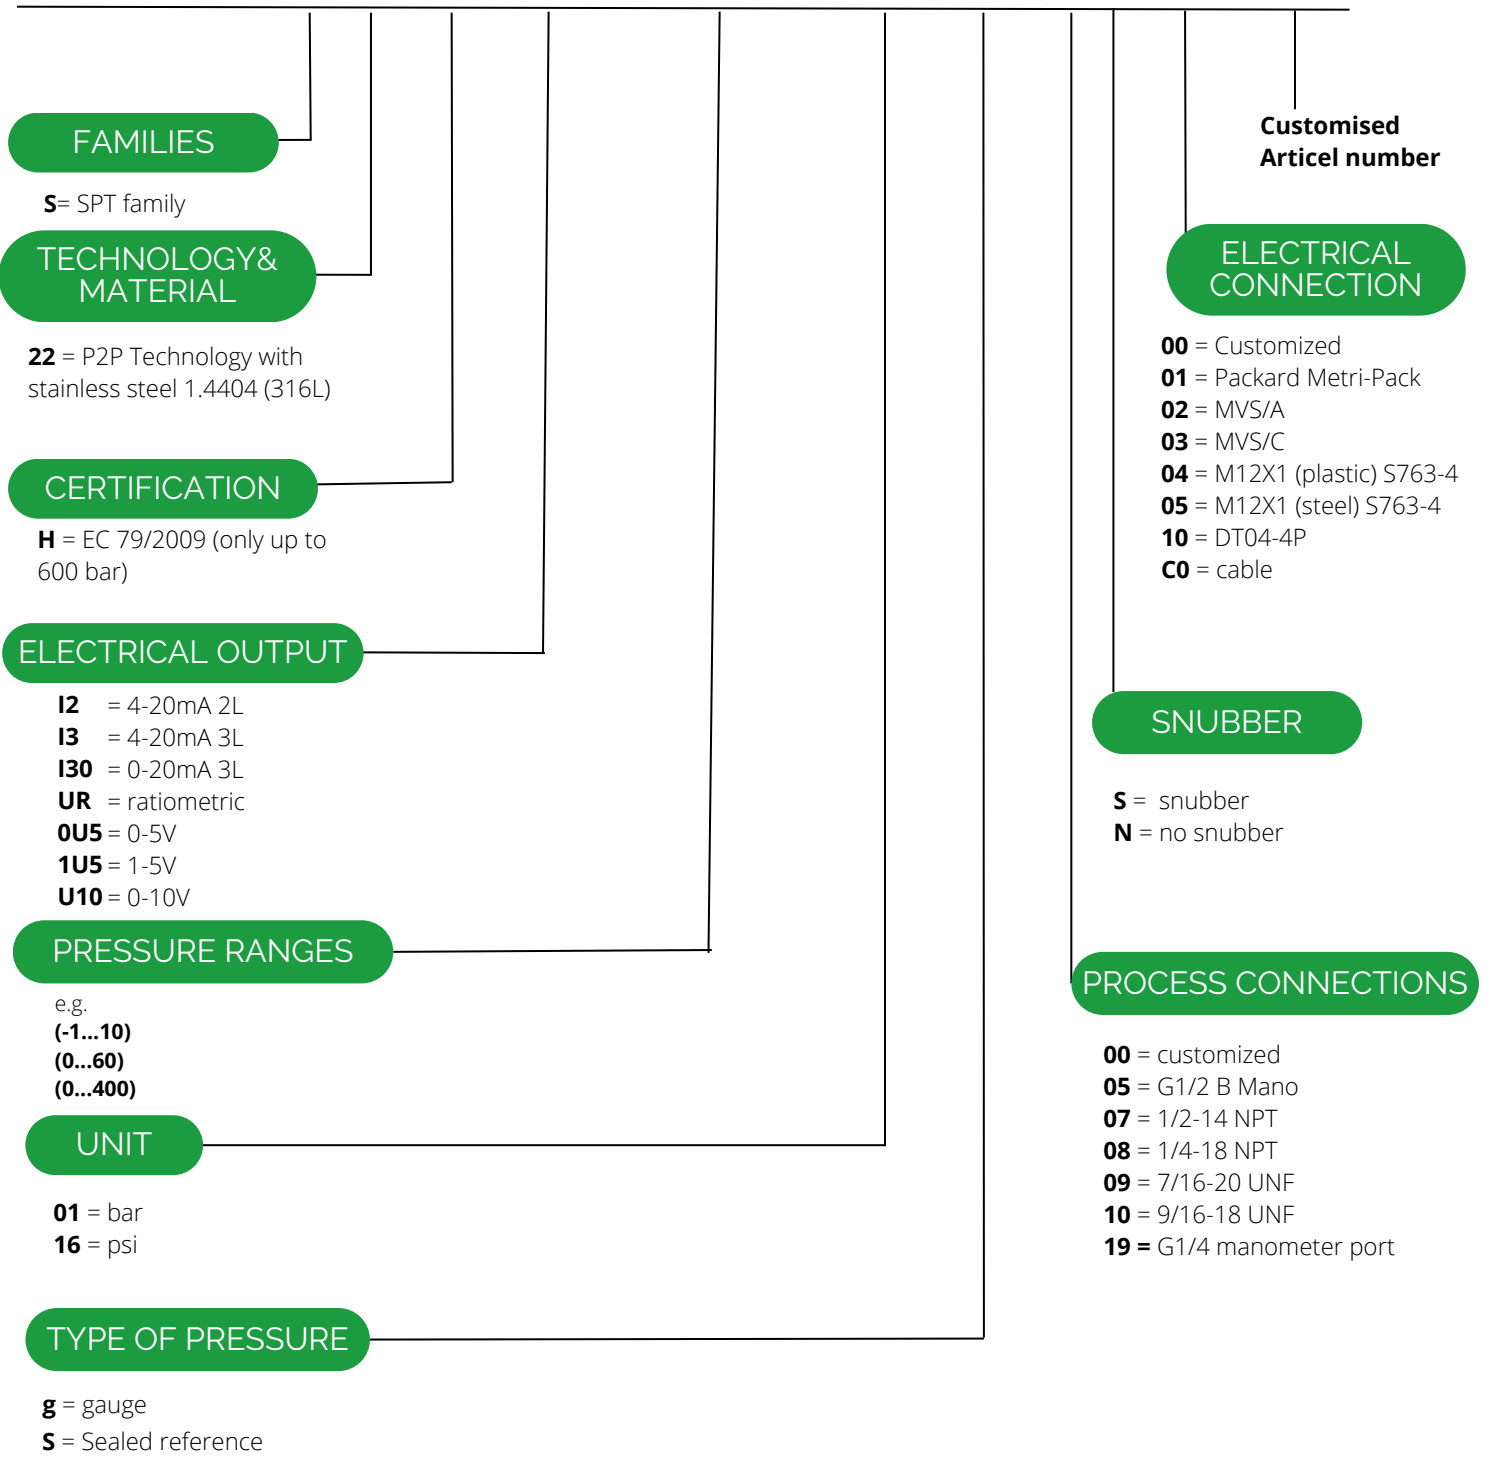 FAMILIES
S= SPT family
TECHNOLOGY&
MATERIAL
22 = P2P Technology with
stainless steel 1.4404 (316L)
CERTIFICATION
H = EC 79/2009 (only up to
600 bar)
ELECTRICAL OUTPUT
I2 = 4-20mA 2L
I3 = 4-20mA 3L
I30 = 0-20mA 3L
UR = ratiometric
0U5 = 0-5V
1U5 = 1-5V
U10 = 0-10V
PRESSURE RANGES
e.g.
(-1...10)
(0...60)
(0...400)
UNIT
01 = bar
16 = psi
TYPE OF PRESSURE
g = gauge
S = Sealed reference
Customised
Articel number
ELECTRICAL
CONNECTION
00 = Customized
01 = Packard Metri-Pack
02 = MVS/A
03 = MVS/C
04 = M12X1 (plastic) S763-4
05 = M12X1 (steel) S763-4
10 = DT04-4P
C0 = cable
SNUBBER
S = snubber
N = no snubber
PROCESS CONNECTIONS
00 = customized
05 = G1/2 B Mano
07 = 1/2-14 NPT
08 = 1/4-18 NPT
09 = 7/16-20 UNF
10 = 9/16-18 UNF
19 = G1/4 manometer port